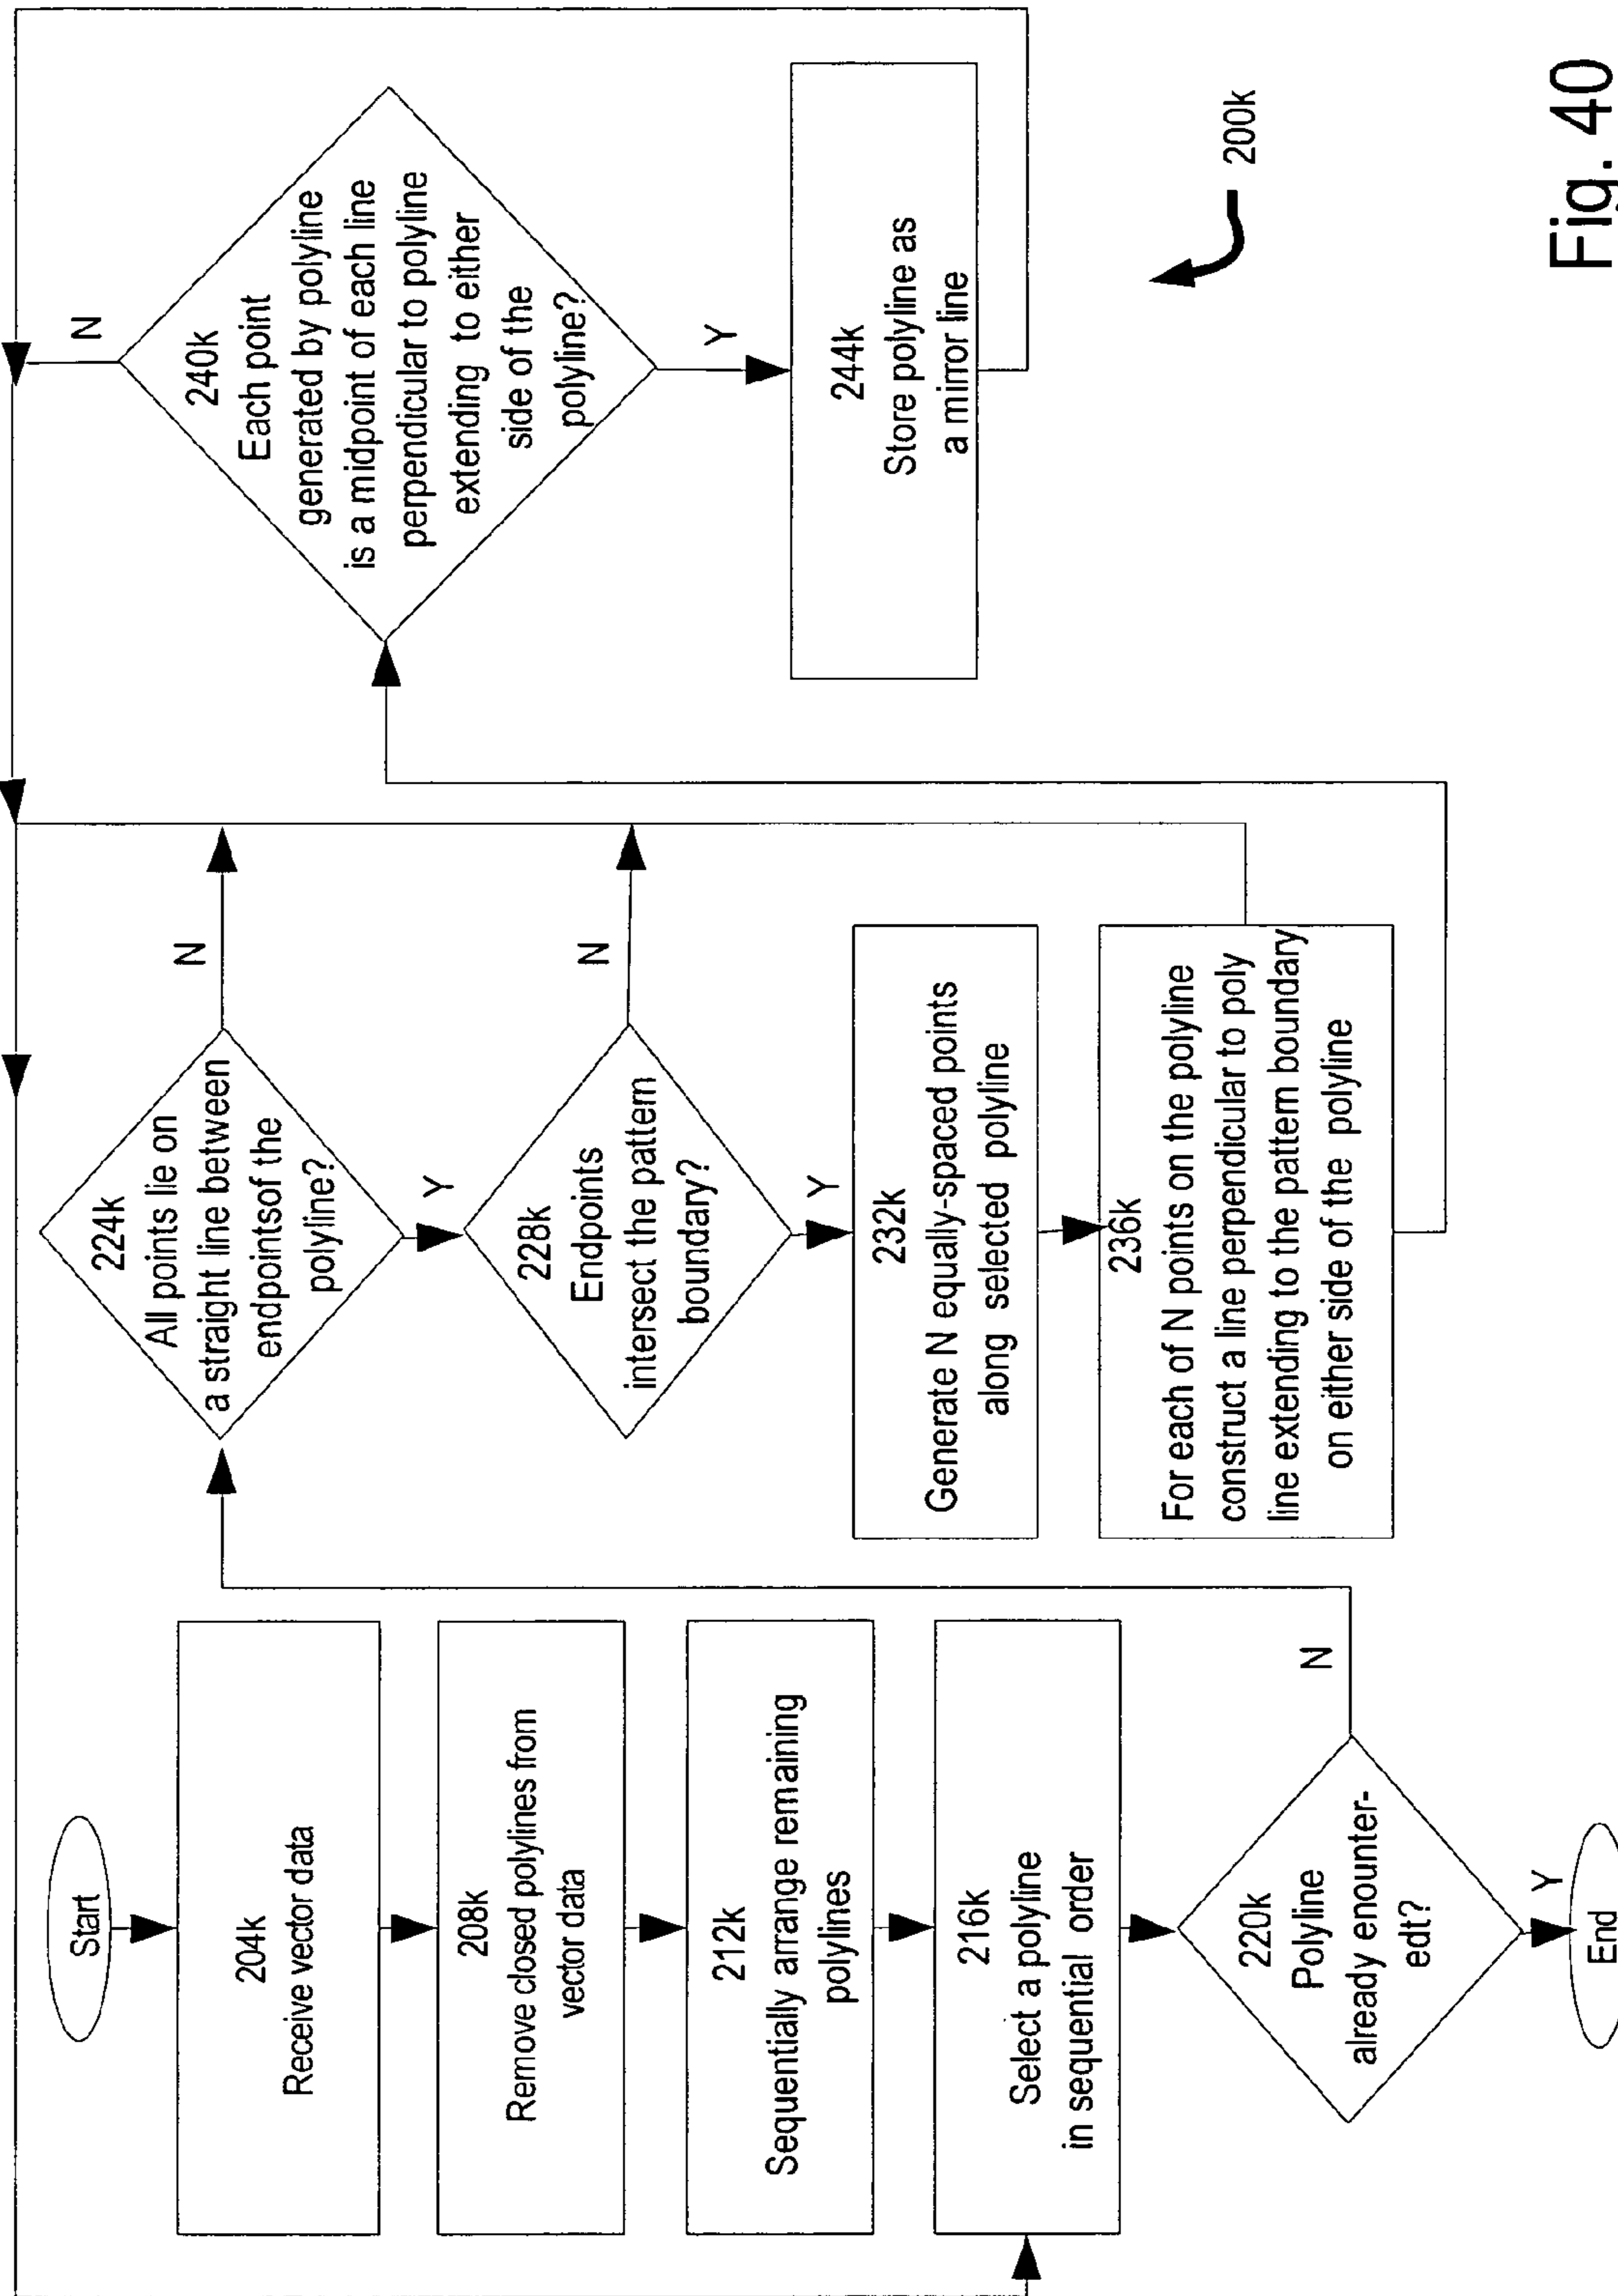 Start
204k
Receive vector data
208k
Remove closed polylines from
vector data
212k
Sequentially arrange remaining
polylines
216k
Select a polyline
in sequential order
220k
Polyline
already enounter-
edt?
N
Y
End
224k
All points lie on
a straight line between
endpointsof the
polyline?
N
Y
228k
Endpoints
intersect the pattern
boundary?
N
Y
232k
Generate N equally-spaced points
along selected polyline
236k
For each of N points on the polyline
construct a line perpendicular to poly
line extending to the pattern boundary
on either side of the polyline
N
240k
Each point
generated by polyline
is a midpoint of each line
perpendicular to polyline
extending to either
side of the
polyline?
Y
244k
Store polyline as
a mirror line
200k
Fig. 40